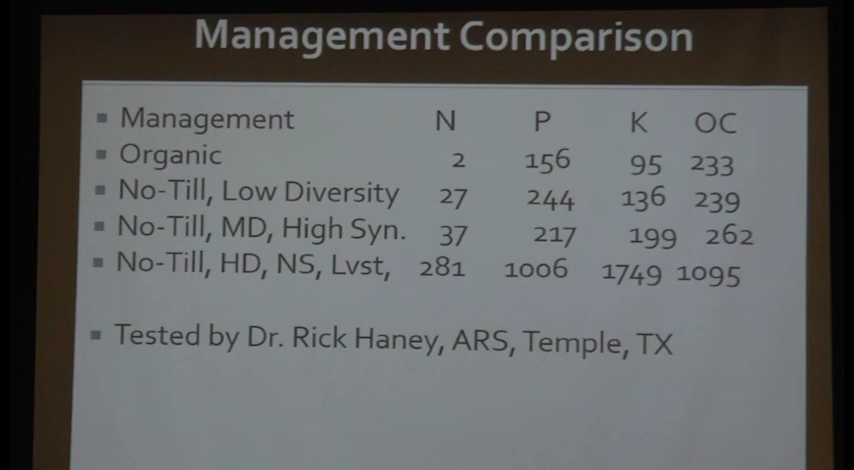 Management Comparison
▪ Management N P K OC
▪ Organic 2 156 95 233
▪ No-Till, Low Diversity 27 244 136 239
▪ No-Till, MD, High Syn. 37 217 199 262
▪ No-Till, HD, NS, Lvst, 281 1006 1749 1095
▪ Tested by Dr. Rick Haney, ARS, Temple, TX